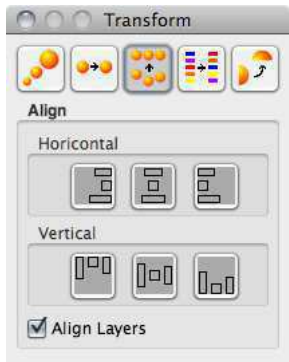 Transform
Align
Horicontal
Vertical
Align Layers